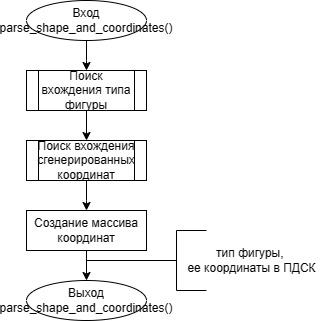 Вход
parse_shape_and_coordinates()
Поиск
вхождения типа
фигуры
Поиск вхождения
сгенерированных
координат
Создание массива
координат
тип фигуры,
ее координаты в ПДСК
Выход
parse_shape_and_coordinates()